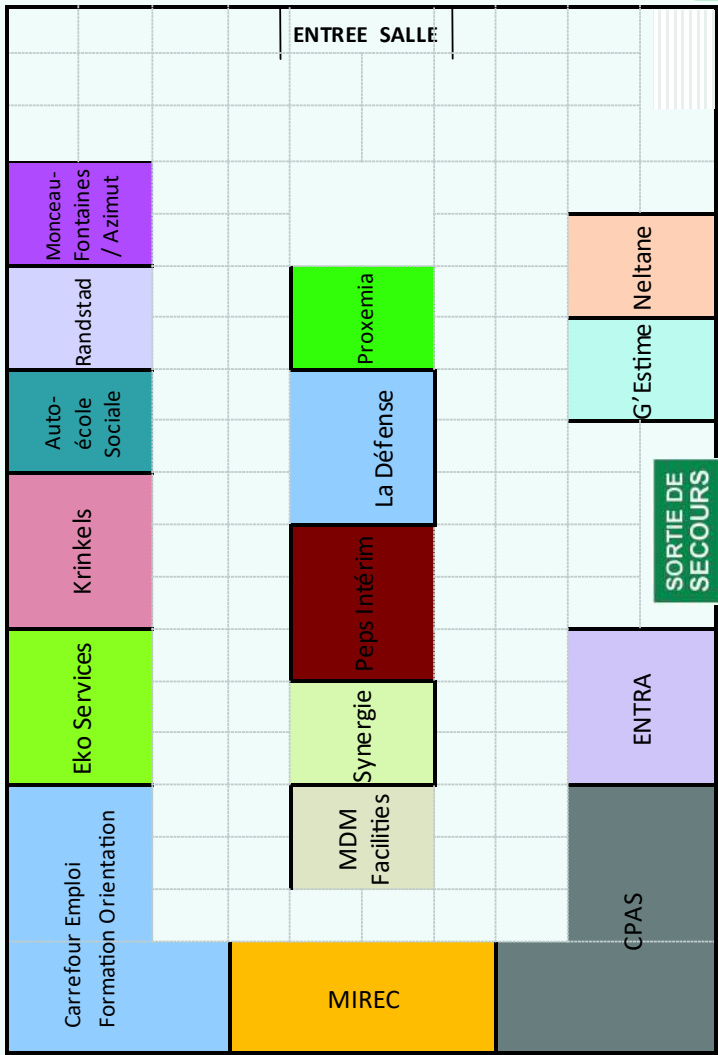 ENTREE SALLE
Monceau-
Fontaines
/ Azimut
Randstad
Auto-
école
Sociale
Krinkels
Eko Services
Carrefour Emploi
Formation Orientation
Proxemia
La Défense
Peps Intérim
Synergie
MDM
Facilities
MIREC
Neltane
G’Estime
SORTIE DE
SECOURS
ENTRA
CPAS